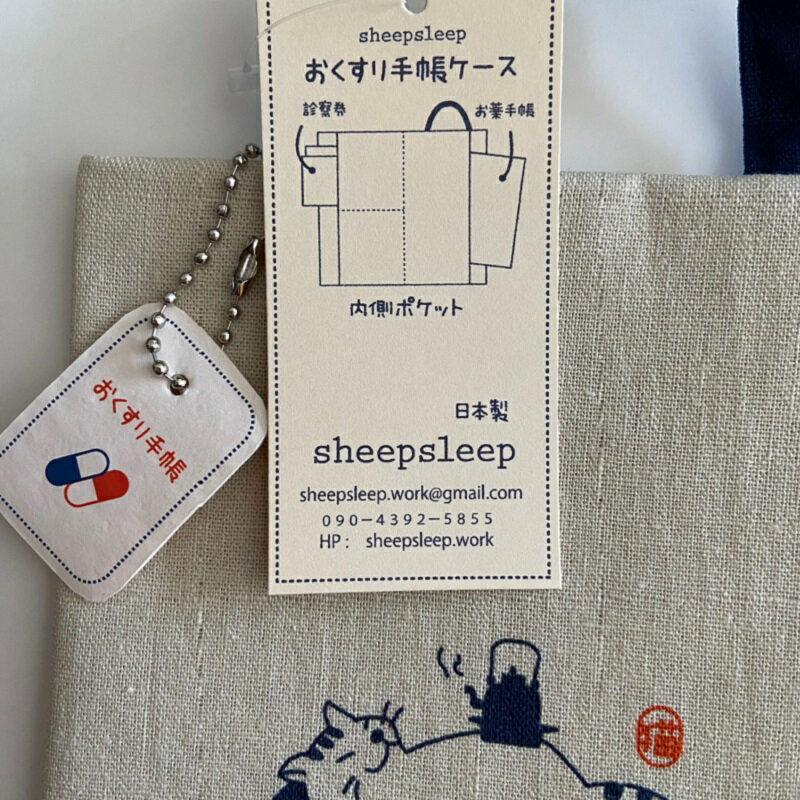 sheepsleep
おくすり手帳ケース
診察券
お薬手帳
内側ポケット
日本製
sheepsleep
sheepsleep.work@gmail.com
090-4392-5855
HP： sheepsleep.work
おくすり手帳
猫